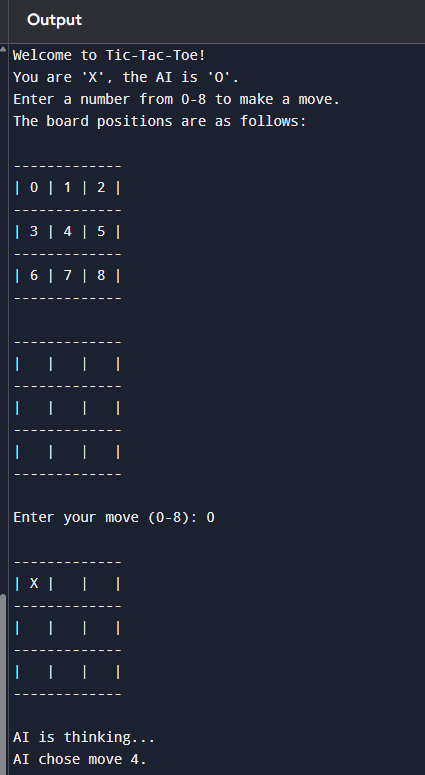 Output
Welcome to Tic-Tac-Toe!
You are 'X', the AI is 'O'.
Enter a number from 0-8 to make a move.
The board positions are as follows:
-------------
| 0 | 1 | 2 |
-------------
| 3 | 4 | 5 |
-------------
| 6 | 7 | 8 |
-------------
-------------
|   |   |   |
-------------
|   |   |   |
-------------
|   |   |   |
-------------
Enter your move (0-8): 0
-------------
| X |   |   |
-------------
|   |   |   |
-------------
|   |   |   |
-------------
AI is thinking...
AI chose move 4.